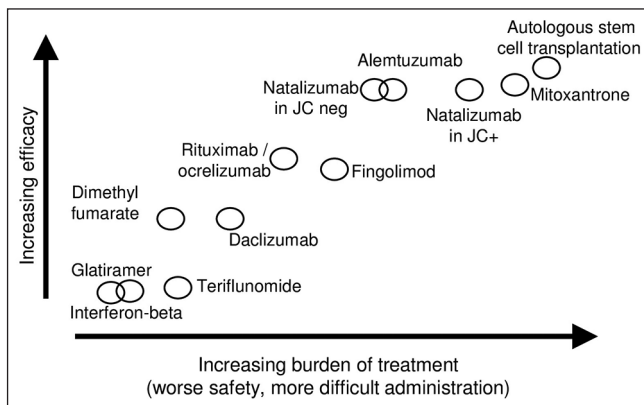 Autologous stem
cell transplantation
Alemtuzumab
Natalizumab
in JC neg
Mitoxantrone
Natalizumab
in JC+
Rituximab /
ocrelizumab
Fingolimod
Dimethyl
fumarate
Daclizumab
Glatiramer
Teriflunomide
Interferon-beta
Increasing efficacy
Increasing burden of treatment
(worse safety, more difficult administration)